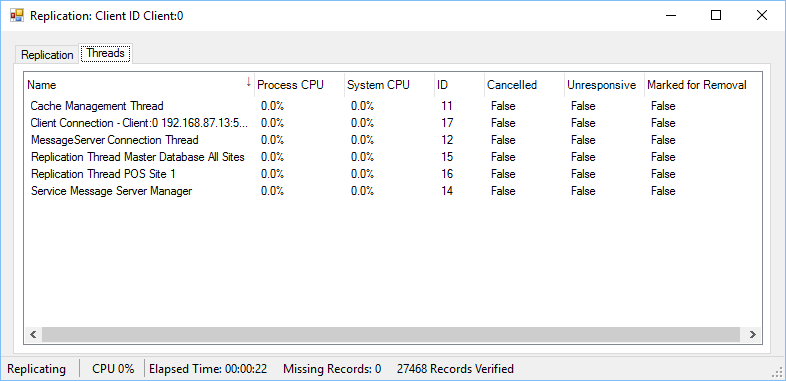 Replication: Client ID Client:0
Replication Threads
Name Process CPU System CPU ID Cancelled Unresponsive Marked for Removal
Cache Management Thread 0.0% 0.0% 11 False False False
Client Connection - Client:0 192.168.87.13:5... 0.0% 0.0% 17 False False False
MessageServer Connection Thread 0.0% 0.0% 12 False False False
Replication Thread Master Database All Sites 0.0% 0.0% 15 False False False
Replication Thread POS Site 1 0.0% 0.0% 16 False False False
Service Message Server Manager 0.0% 0.0% 14 False False False
Replicating CPU 0% Elapsed Time: 00:00:22 Missing Records: 0 27468 Records Verified